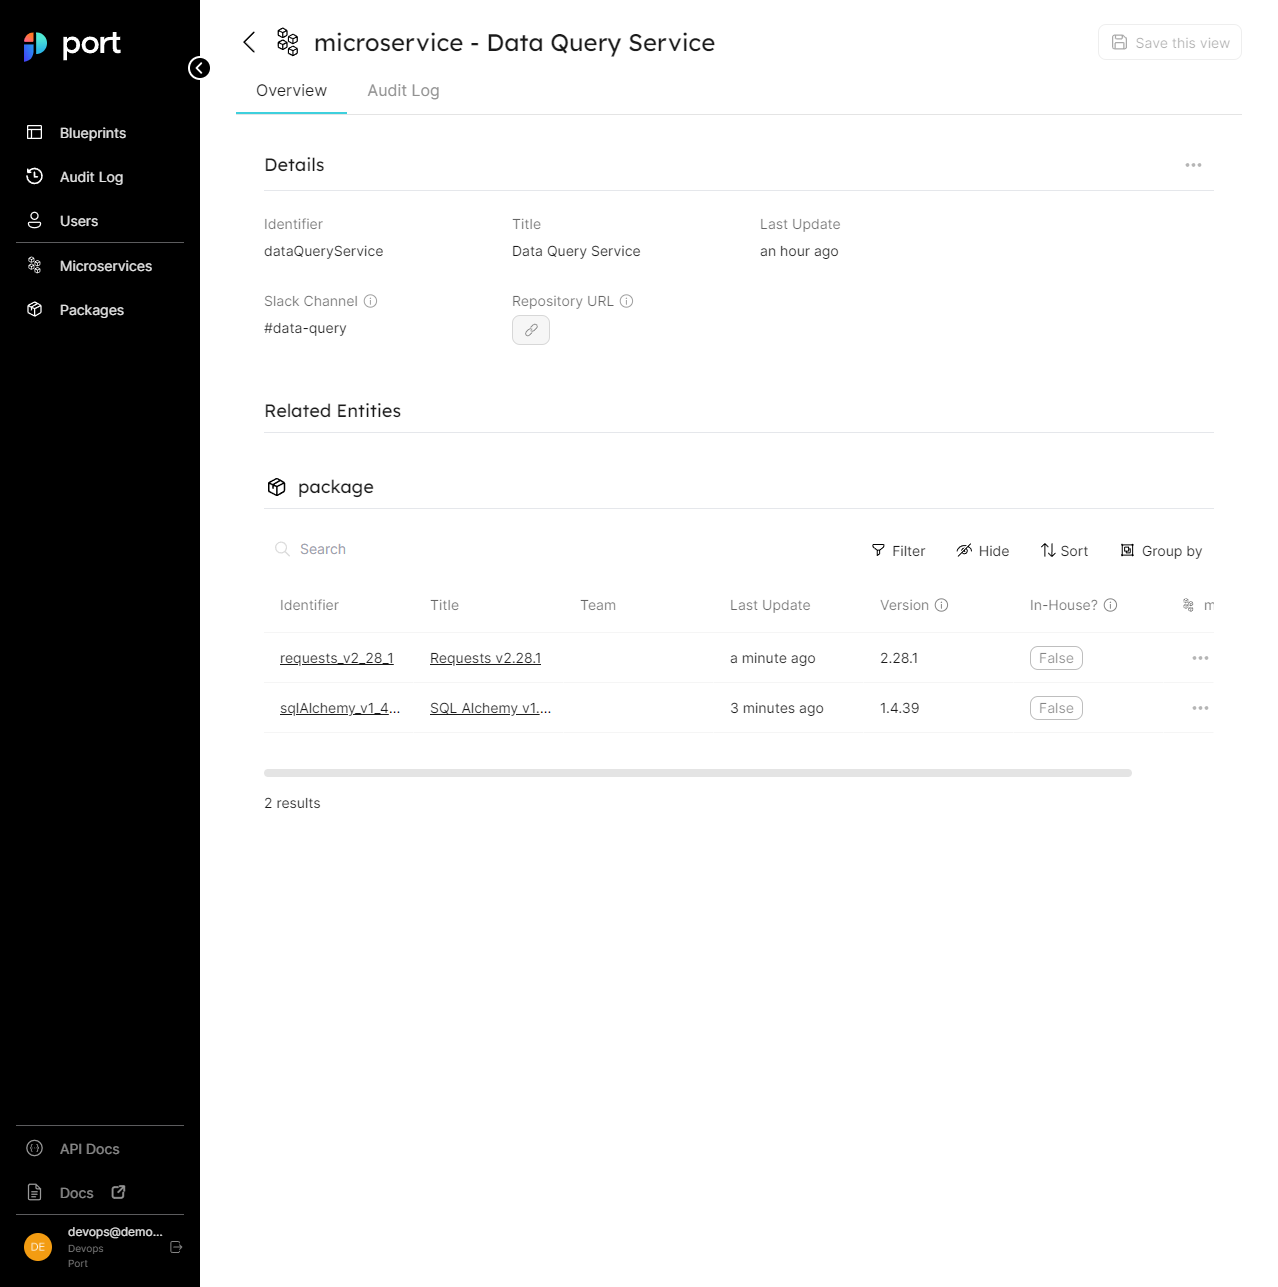 port
Blueprints
Audit Log
Users
Microservices
Packages
API Docs
Docs
DE
devops@demo...
Devops
Port
microservice - Data Query Service
Save this view
Overview
Audit Log
Details
Identifier
Title
Last Update
dataQueryService
Data Query Service
an hour ago
Slack Channel
Repository URL
#data-query
Related Entities
package
Search
Filter
Hide
Sort
Group by
Identifier
Title
Team
Last Update
Version
In-House?
m
requests_v2_28_1
Requests v2.28.1
a minute ago
2.28.1
False
sqlAlchemy_v1_4...
SQL Alchemy v1....
3 minutes ago
1.4.39
False
2 results